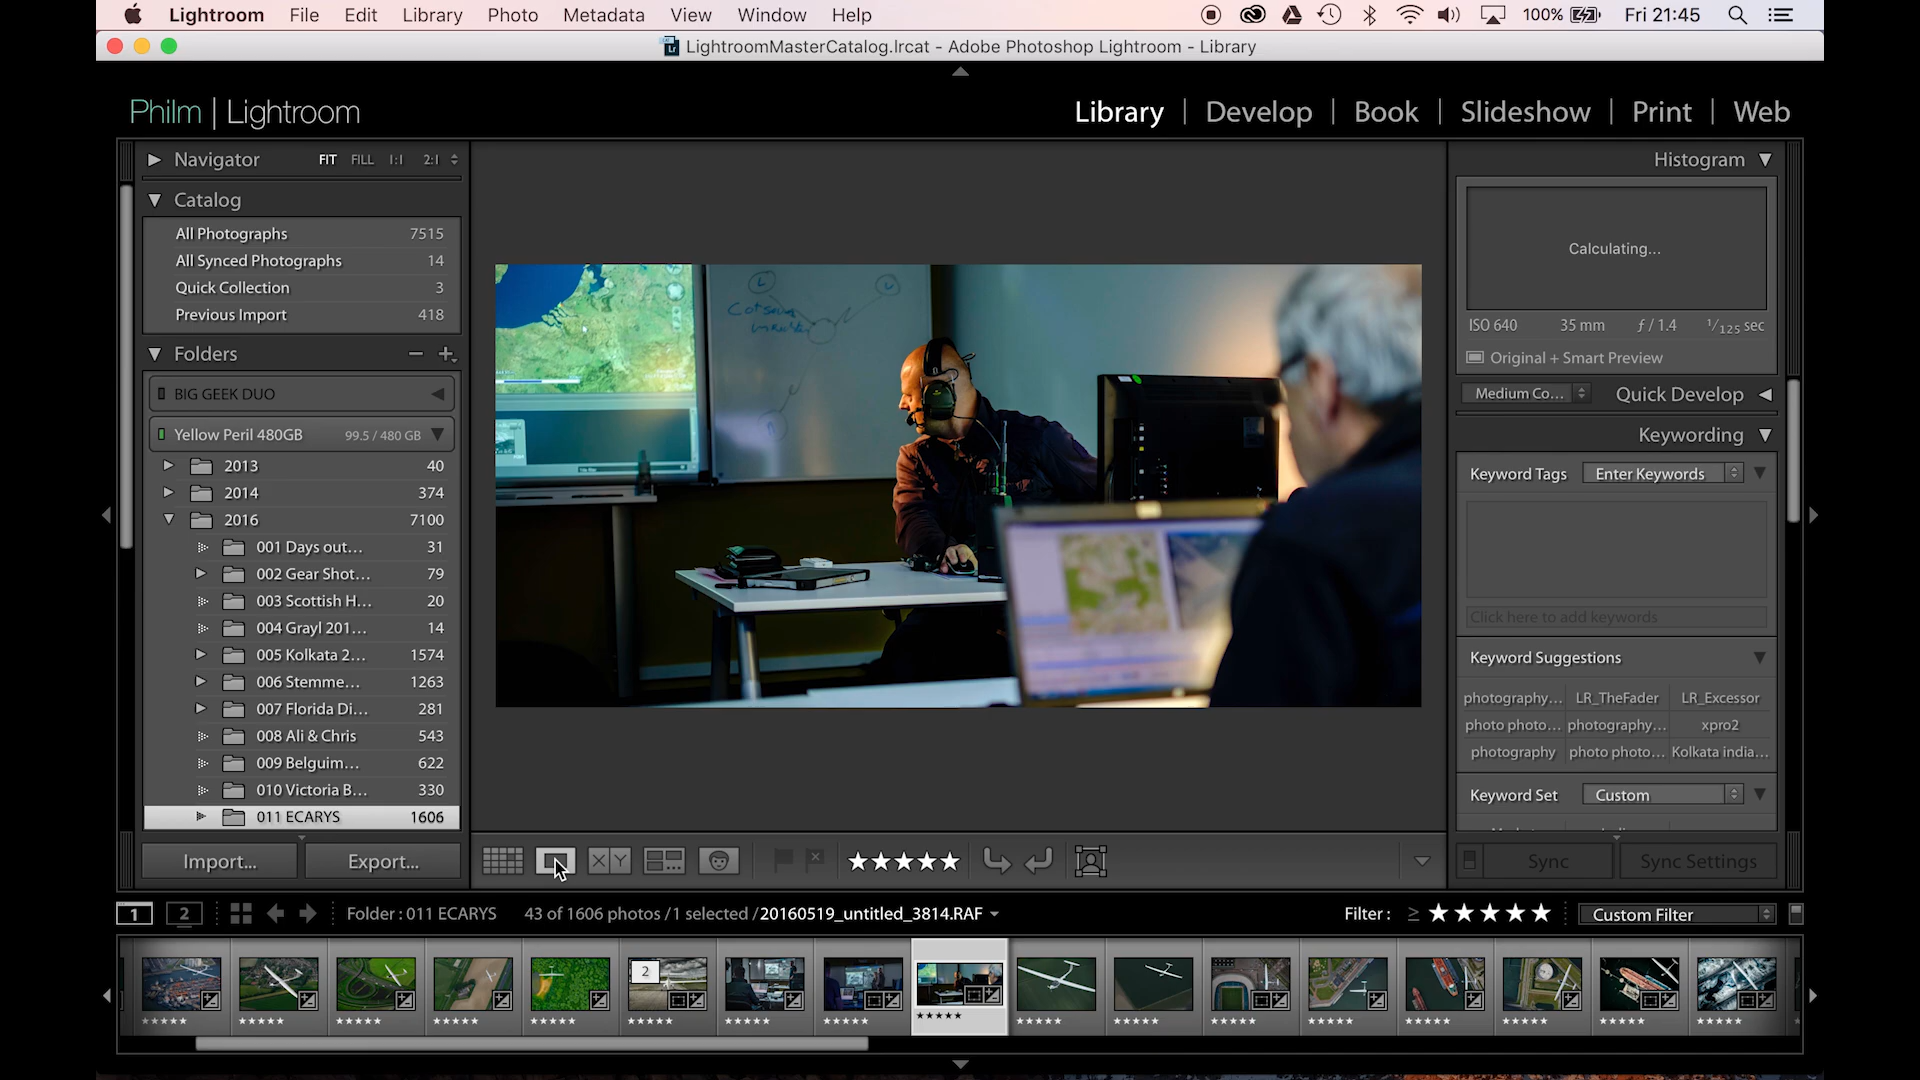 Lightroom File Edit Library Photo Metadata View Window Help 100% Fri 21:45
LightroomMasterCatalog.lrcat - Adobe Photoshop Lightroom - Library
Philm | Lightroom
Library | Develop | Book | Slideshow | Print | Web
Navigator FIT FILL 1:1 2:1
Catalog
All Photographs 7515
All Synced Photographs 14
Quick Collection 3
Previous Import 418
Folders
BIG GEEK DUO
Yellow Peril 480GB 99.5 / 480 GB
2013 40
2014 374
2016 7100
001 Days out... 31
002 Gear Shot... 79
003 Scottish H... 20
004 Grayl 201... 14
005 Kolkata 2... 1574
006 Stemme... 1263
007 Florida Di... 281
008 Ali & Chris 543
009 Belguim... 622
010 Victoria B... 330
011 ECARYS 1606
Import... Export...
L
Histogram
Calculating...
ISO 640 35 mm ƒ / 1.4 1/125 sec
Original + Smart Preview
Medium Co... Quick Develop
Keywording
Keyword Tags Enter Keywords
Click here to add keywords
Keyword Suggestions
photography... LR_TheFader LR_Excessor
photo photo... photography... xpro2
photography photo photo... Kolkata india...
Keyword Set Custom
Sync Sync Settings
X Y
1 2 Folder : 011 ECARYS 43 of 1606 photos / 1 selected / 20160519_untitled_3814.RAF Filter : ≥ Custom Filter
2